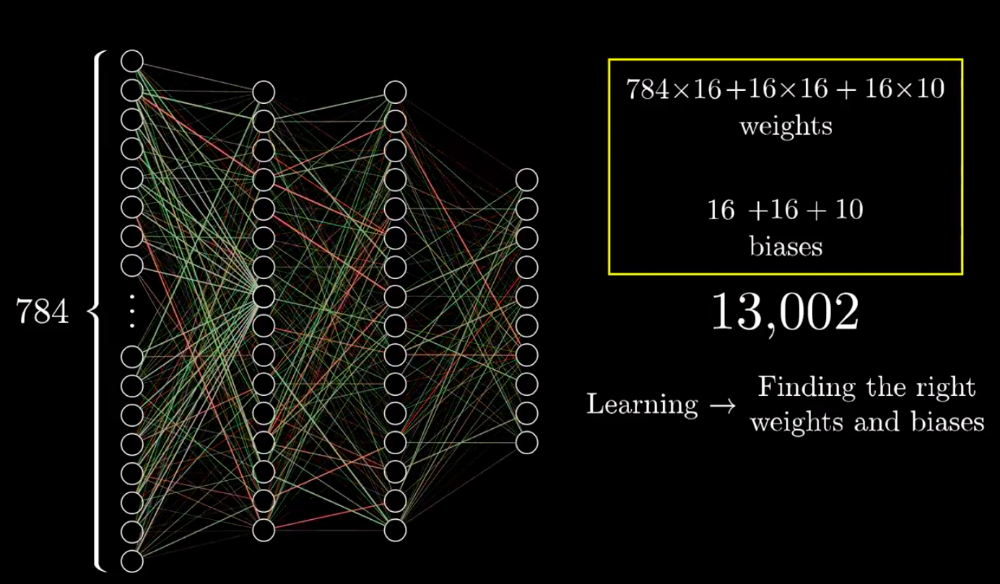 784
784×16+16×16 + 16×10
weights
16 +16 + 10
biases
13,002
Learning → Finding the right
weights and biases